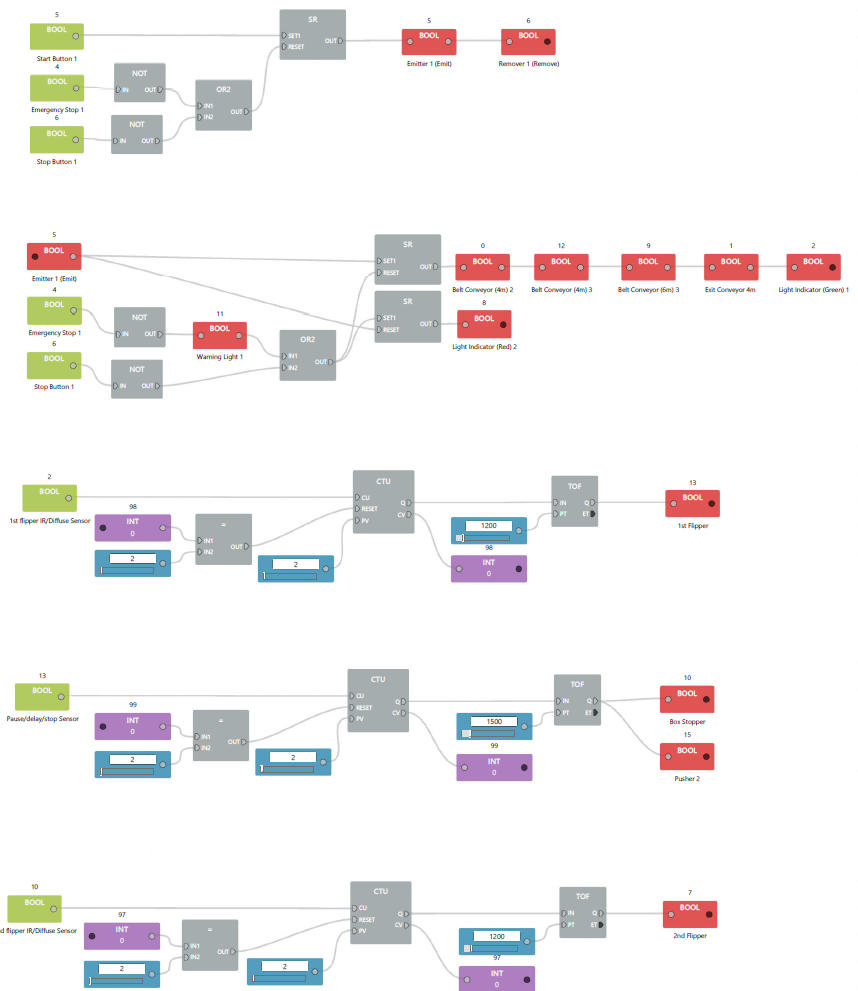 5
BOOL
Start Button 1
4
BOOL
Emergency Stop 1
6
BOOL
Stop Button 1
NOT
IN OUT
NOT
IN OUT
OR2
IN1
IN2
OUT
SR
SET1
RESET
OUT
5
BOOL
Emitter 1 (Emit)
6
BOOL
Remover 1 (Remove)
5
BOOL
Emitter 1 (Emit)
4
BOOL
Emergency Stop 1
6
BOOL
Stop Button 1
NOT
IN OUT
NOT
IN OUT
11
BOOL
Warning Light 1
OR2
IN1
IN2
OUT
SR
SET1
RESET
OUT
SR
SET1
RESET
OUT
0
BOOL
Belt Conveyor (4m) 2
12
BOOL
Belt Conveyor (4m) 3
9
BOOL
Belt Conveyor (6m) 3
1
BOOL
Exit Conveyor 4m
2
BOOL
Light Indicator (Green) 1
8
BOOL
Light Indicator (Red) 2
2
BOOL
1st flipper IR/Diffuse Sensor
98
INT
0
2
=
IN1
IN2
OUT
2
CTU
CU
RESET
PV
Q
CV
1200
98
INT
0
TOF
IN
PT
Q
ET
13
BOOL
1st Flipper
13
BOOL
Pause/delay/stop Sensor
99
INT
0
2
=
IN1
IN2
OUT
2
CTU
CU
RESET
PV
Q
CV
1500
99
INT
0
TOF
IN
PT
Q
ET
10
BOOL
Box Stopper
15
BOOL
Pusher 2
10
BOOL
d flipper IR/Diffuse Sensor
97
INT
0
2
=
IN1
IN2
OUT
2
CTU
CU
RESET
PV
Q
CV
1200
97
INT
0
TOF
IN
PT
Q
ET
7
BOOL
2nd Flipper